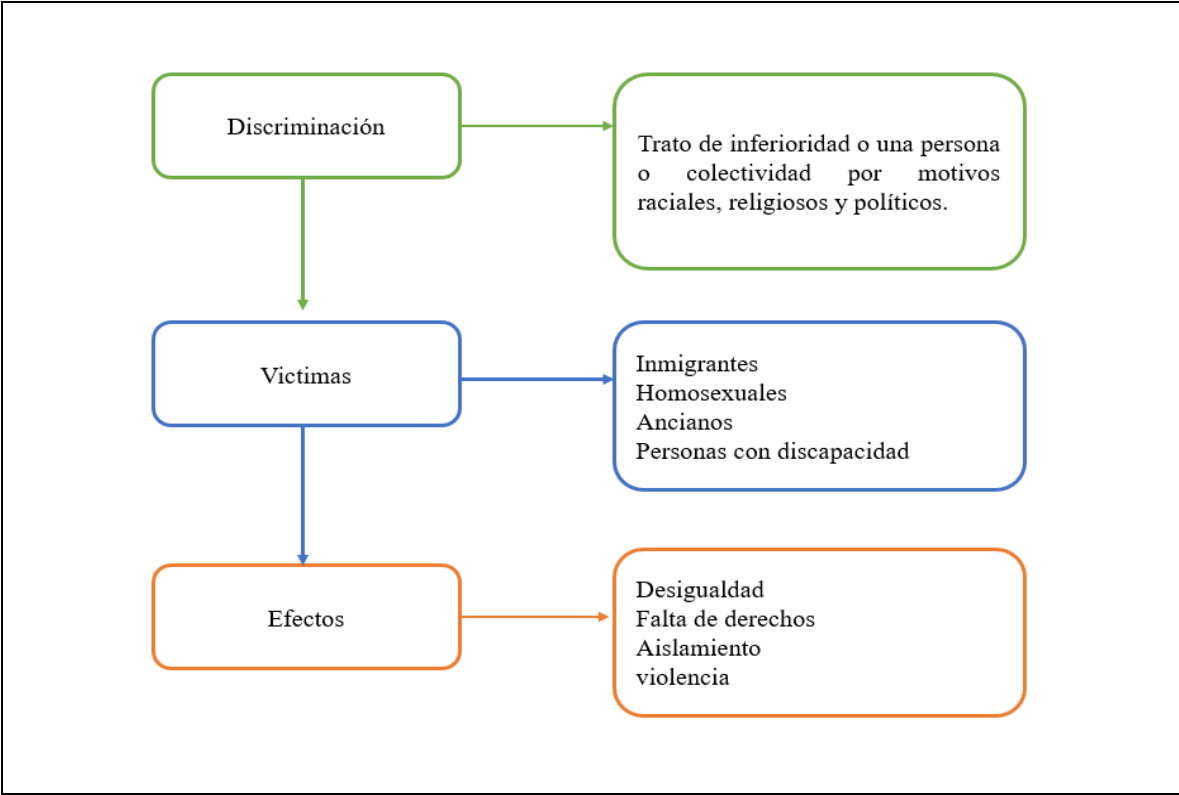 Discriminación
Trato de inferioridad o una persona
o colectividad por motivos
raciales, religiosos y políticos.
Victimas
Inmigrantes
Homosexuales
Ancianos
Personas con discapacidad
Efectos
Desigualdad
Falta de derechos
Aislamiento
violencia